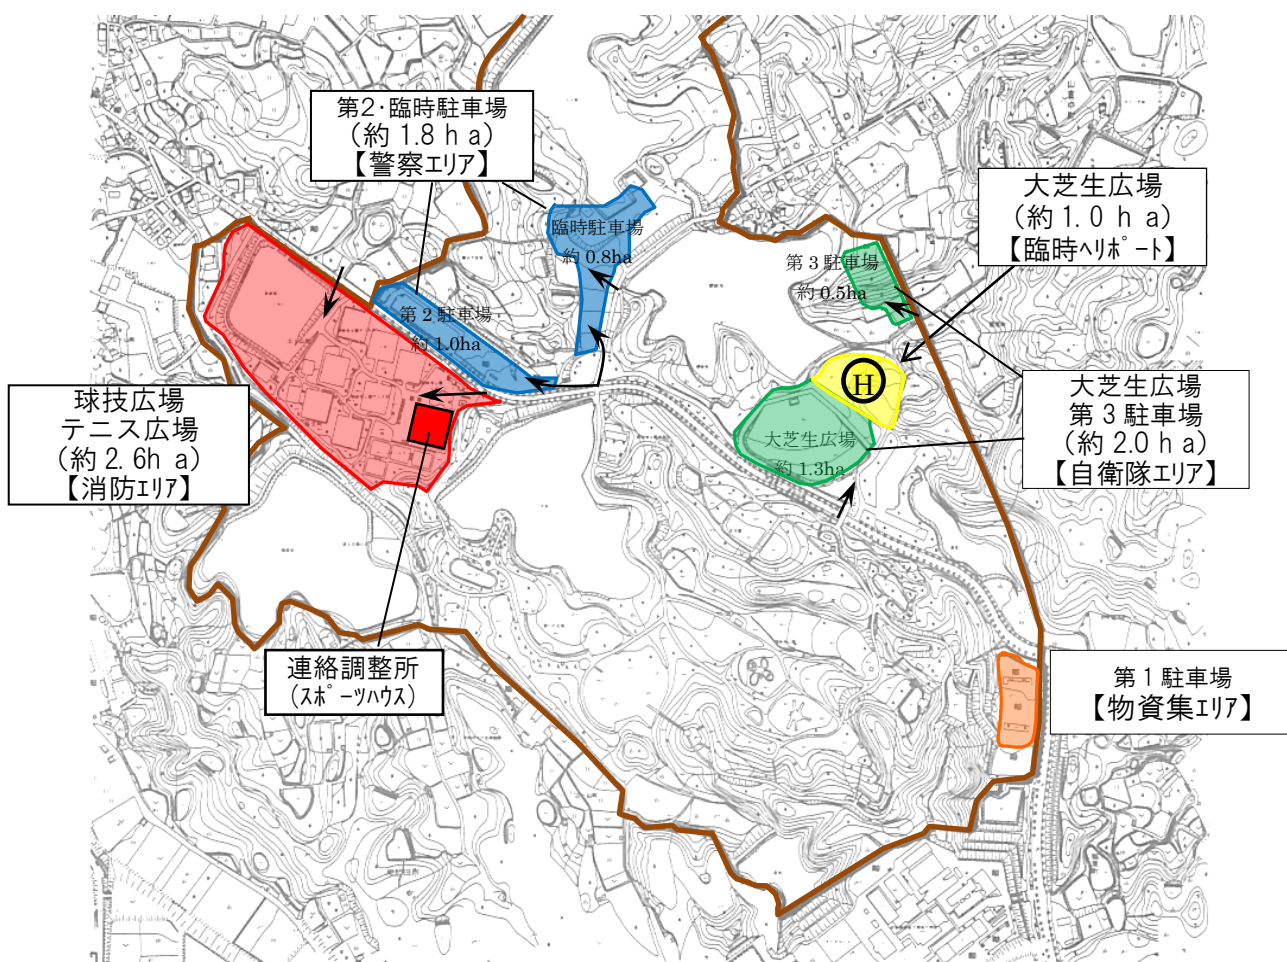 第2・臨時駐車場
(約 1.8 h a)
【警察エリア】
大芝生広場
(約 1.0 h a)
【臨時ヘリポート】
臨時駐車場
約 0.8ha
第 3 駐車場
約 0.5ha
第 2 駐車場
約 1.0ha
H
大芝生広場
約 1.3ha
球技広場
テニス広場
(約 2.6h a)
【消防エリア】
大芝生広場
第 3 駐車場
(約 2.0 h a)
【自衛隊エリア】
連絡調整所
(スポーツハウス)
第 1 駐車場
【物資集エリア】